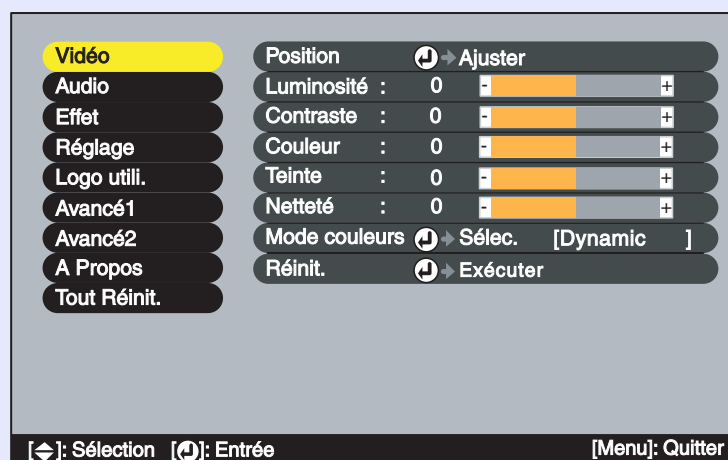 Vidéo
Audio
Effet
Réglage
Logo utili.
Avancé1
Avancé2
A Propos
Tout Réinit.
Position Ajuster
Luminosité : 0 - +
Contraste : 0 - +
Couleur : 0 - +
Teinte : 0 - +
Netteté : 0 - +
Mode couleurs Sélec. [Dynamic ]
Réinit. Exécuter
[ ]: Sélection [ ]: Entrée [Menu]: Quitter